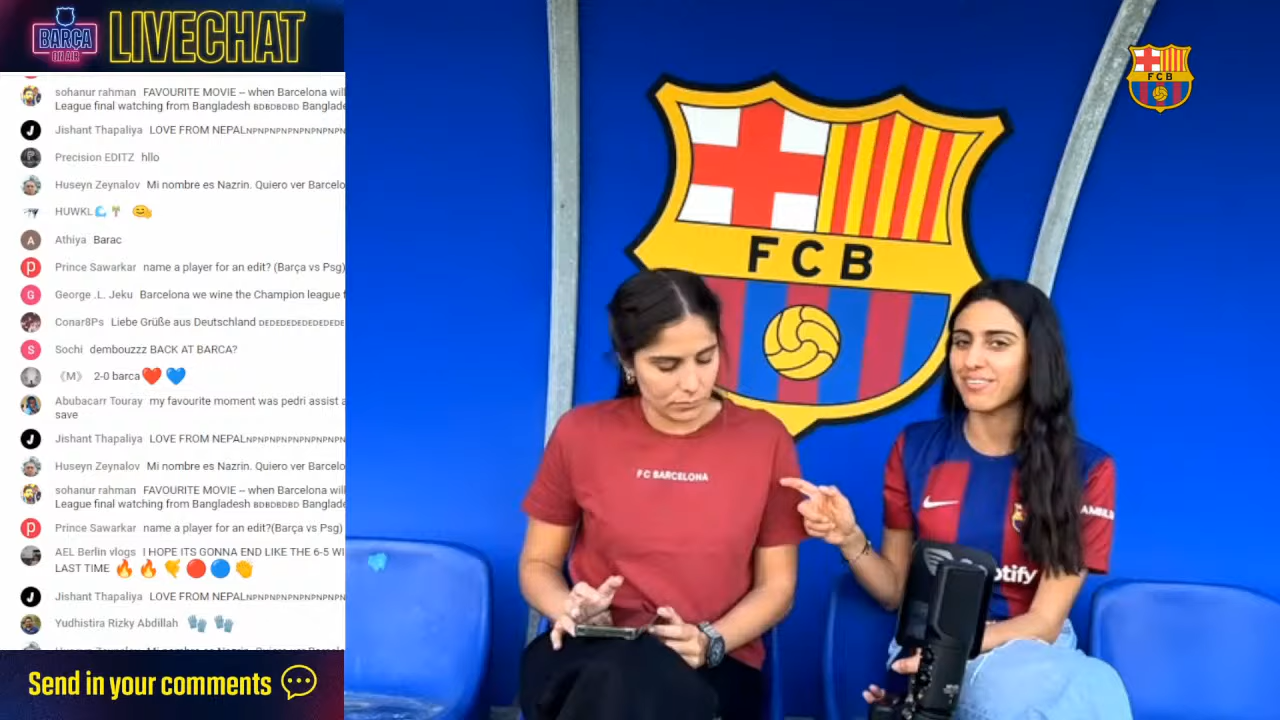 BARÇA
ON AIR
LIVECHAT
sohanur rahman FAVOURITE MOVIE -- when Barcelona will
League final watching from Bangladesh BDBDBDBD Banglade
Jishant Thapaliya LOVE FROM NEPALNPNPNPNPNPNPNPN
Precision EDITZ hllo
Huseyn Zeynalov Mi nombre es Nazrin. Quiero ver Barcelo
HUWKL🌊🌴 😊
A Athiya Barac
p Prince Sawarkar name a player for an edit? (Barça vs Psg)
G George .L. Jeku Barcelona we wine the Champion league
Conar8Ps Liebe Grüße aus Deutschland DEDEDEDEDEDEDE
S Sochi dembouzzz BACK AT BARCA?
《M》 2-0 barca❤️ 💙
Abubacarr Touray my favourite moment was pedri assist a
save
Jishant Thapaliya LOVE FROM NEPALNPNPNPNPNPNPNPN
Huseyn Zeynalov Mi nombre es Nazrin. Quiero ver Barcelo
sohanur rahman FAVOURITE MOVIE -- when Barcelona will
League final watching from Bangladesh BDBDBDBD Banglade
p Prince Sawarkar name a player for an edit?(Barça vs Psg)
AEL Berlin vlogs I HOPE ITS GONNA END LIKE THE 6-5 WI
LAST TIME 🔥 🔥 🤙 🔴 🔵 👏
Jishant Thapaliya LOVE FROM NEPALNPNPNPNPNPNPNPN
Yudhistira Rizky Abdillah 🧤 🧤
Send in your comments
FCB
FCB
FC BARCELONA
otify